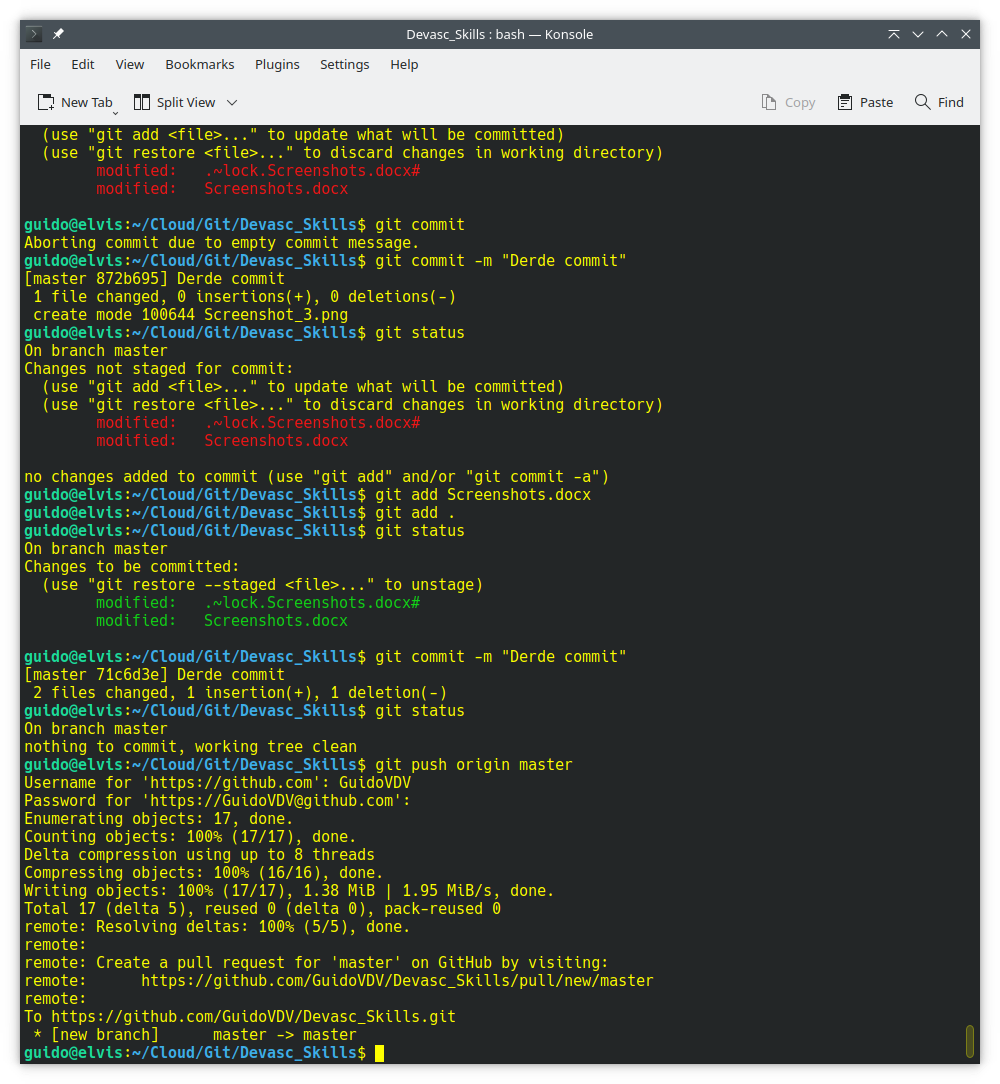 Devasc_Skills : bash — Konsole
File Edit View Bookmarks Plugins Settings Help
New Tab Split View Copy Paste Find
  (use "git add <file>..." to update what will be committed)
  (use "git restore <file>..." to discard changes in working directory)
        modified:   .~lock.Screenshots.docx#
        modified:   Screenshots.docx
guido@elvis:~/Cloud/Git/Devasc_Skills$ git commit
Aborting commit due to empty commit message.
guido@elvis:~/Cloud/Git/Devasc_Skills$ git commit -m "Derde commit"
[master 872b695] Derde commit
 1 file changed, 0 insertions(+), 0 deletions(-)
 create mode 100644 Screenshot_3.png
guido@elvis:~/Cloud/Git/Devasc_Skills$ git status
On branch master
Changes not staged for commit:
  (use "git add <file>..." to update what will be committed)
  (use "git restore <file>..." to discard changes in working directory)
        modified:   .~lock.Screenshots.docx#
        modified:   Screenshots.docx
no changes added to commit (use "git add" and/or "git commit -a")
guido@elvis:~/Cloud/Git/Devasc_Skills$ git add Screenshots.docx
guido@elvis:~/Cloud/Git/Devasc_Skills$ git add .
guido@elvis:~/Cloud/Git/Devasc_Skills$ git status
On branch master
Changes to be committed:
  (use "git restore --staged <file>..." to unstage)
        modified:   .~lock.Screenshots.docx#
        modified:   Screenshots.docx
guido@elvis:~/Cloud/Git/Devasc_Skills$ git commit -m "Derde commit"
[master 71c6d3e] Derde commit
 2 files changed, 1 insertion(+), 1 deletion(-)
guido@elvis:~/Cloud/Git/Devasc_Skills$ git status
On branch master
nothing to commit, working tree clean
guido@elvis:~/Cloud/Git/Devasc_Skills$ git push origin master
Username for 'https://github.com': GuidoVDV
Password for 'https://GuidoVDV@github.com':
Enumerating objects: 17, done.
Counting objects: 100% (17/17), done.
Delta compression using up to 8 threads
Compressing objects: 100% (16/16), done.
Writing objects: 100% (17/17), 1.38 MiB | 1.95 MiB/s, done.
Total 17 (delta 5), reused 0 (delta 0), pack-reused 0
remote: Resolving deltas: 100% (5/5), done.
remote:
remote: Create a pull request for 'master' on GitHub by visiting:
remote:      https://github.com/GuidoVDV/Devasc_Skills/pull/new/master
remote:
To https://github.com/GuidoVDV/Devasc_Skills.git
 * [new branch]      master -> master
guido@elvis:~/Cloud/Git/Devasc_Skills$